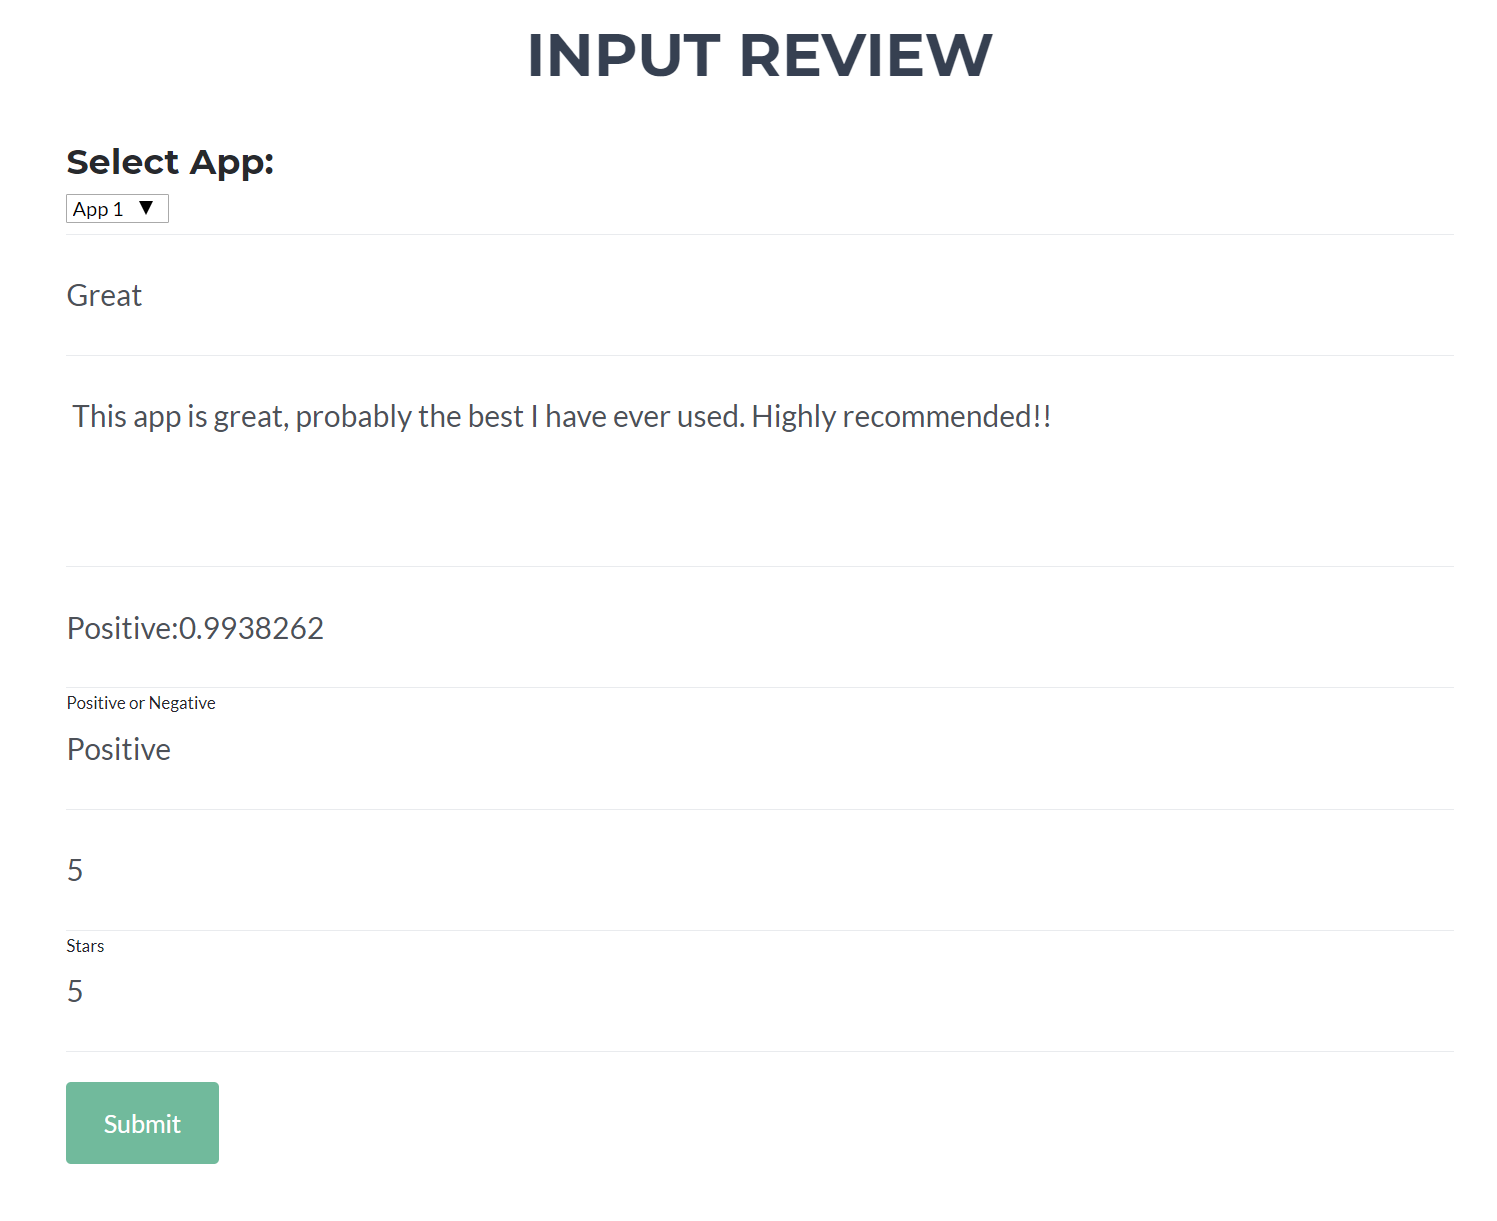 INPUT REVIEW
Select App:
App 1
Great
This app is great, probably the best I have ever used. Highly recommended!!
Positive:0.9938262
Positive or Negative
Positive
5
Stars
5
Submit